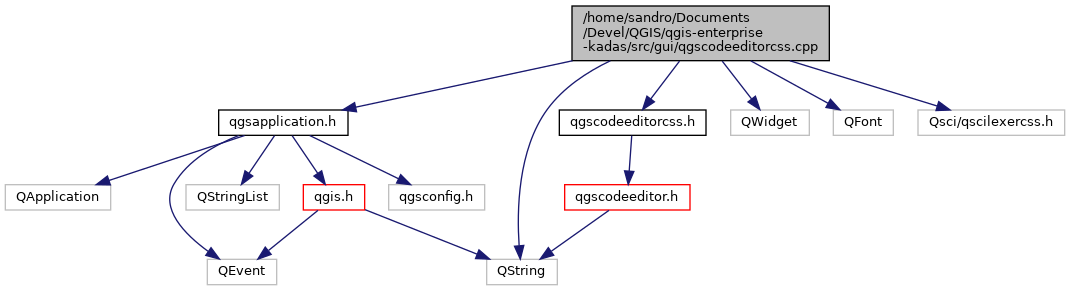 /home/sandro/Documents
/Devel/QGIS/qgis-enterprise
-kadas/src/gui/qgscodeeditorcss.cpp
qgsapplication.h
qgscodeeditorcss.h
QWidget
QFont
Qsci/qscilexercss.h
QApplication
QStringList
qgis.h
qgsconfig.h
qgscodeeditor.h
QEvent
QString